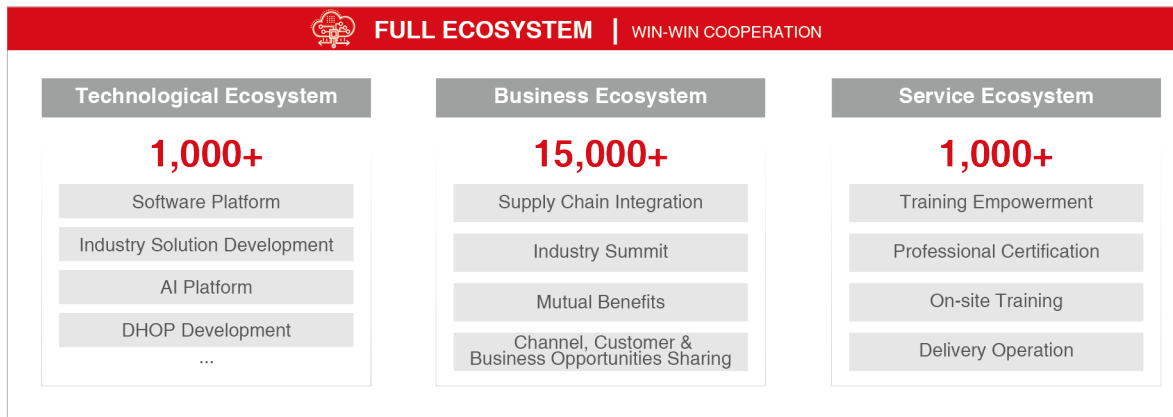 FULL ECOSYSTEM | WIN-WIN COOPERATION
Technological Ecosystem
1,000+
Software Platform
Industry Solution Development
AI Platform
DHOP Development
...
Business Ecosystem
15,000+
Supply Chain Integration
Industry Summit
Mutual Benefits
Channel, Customer &
Business Opportunities Sharing
Service Ecosystem
1,000+
Training Empowerment
Professional Certification
On-site Training
Delivery Operation